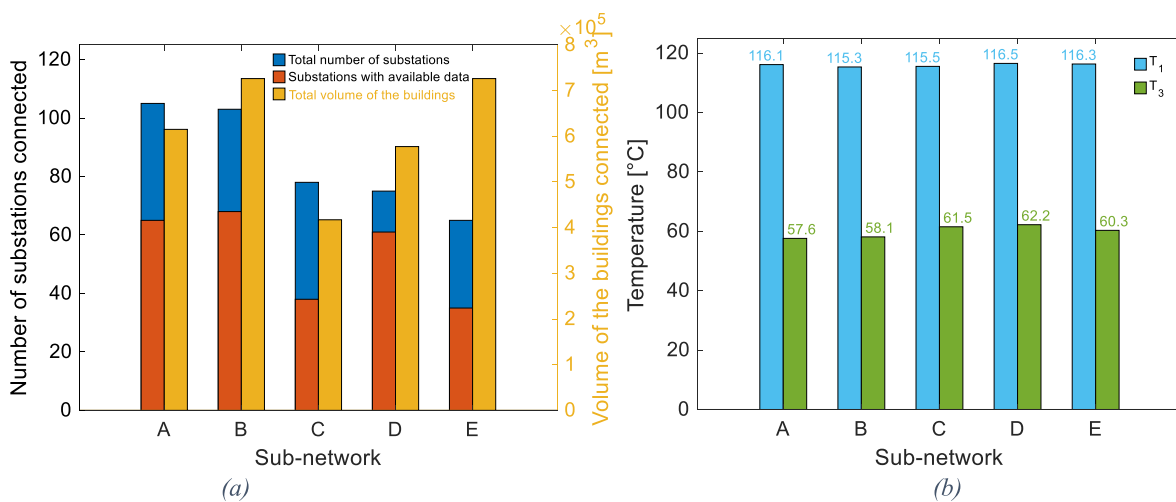 ×10⁵
120
100
80
60
40
20
0
Number of substations connected
Total number of substations
Substations with available data
Total volume of the buildings
8
7
6
5
4
3
2
1
0
Volume of the buildings connected [m³]
A B C D E
Sub-network
(a)
120
100
80
60
40
20
0
Temperature [°C]
116.1 115.3 115.5 116.5 116.3
T₁
T₃
57.6 58.1 61.5 62.2 60.3
A B C D E
Sub-network
(b)